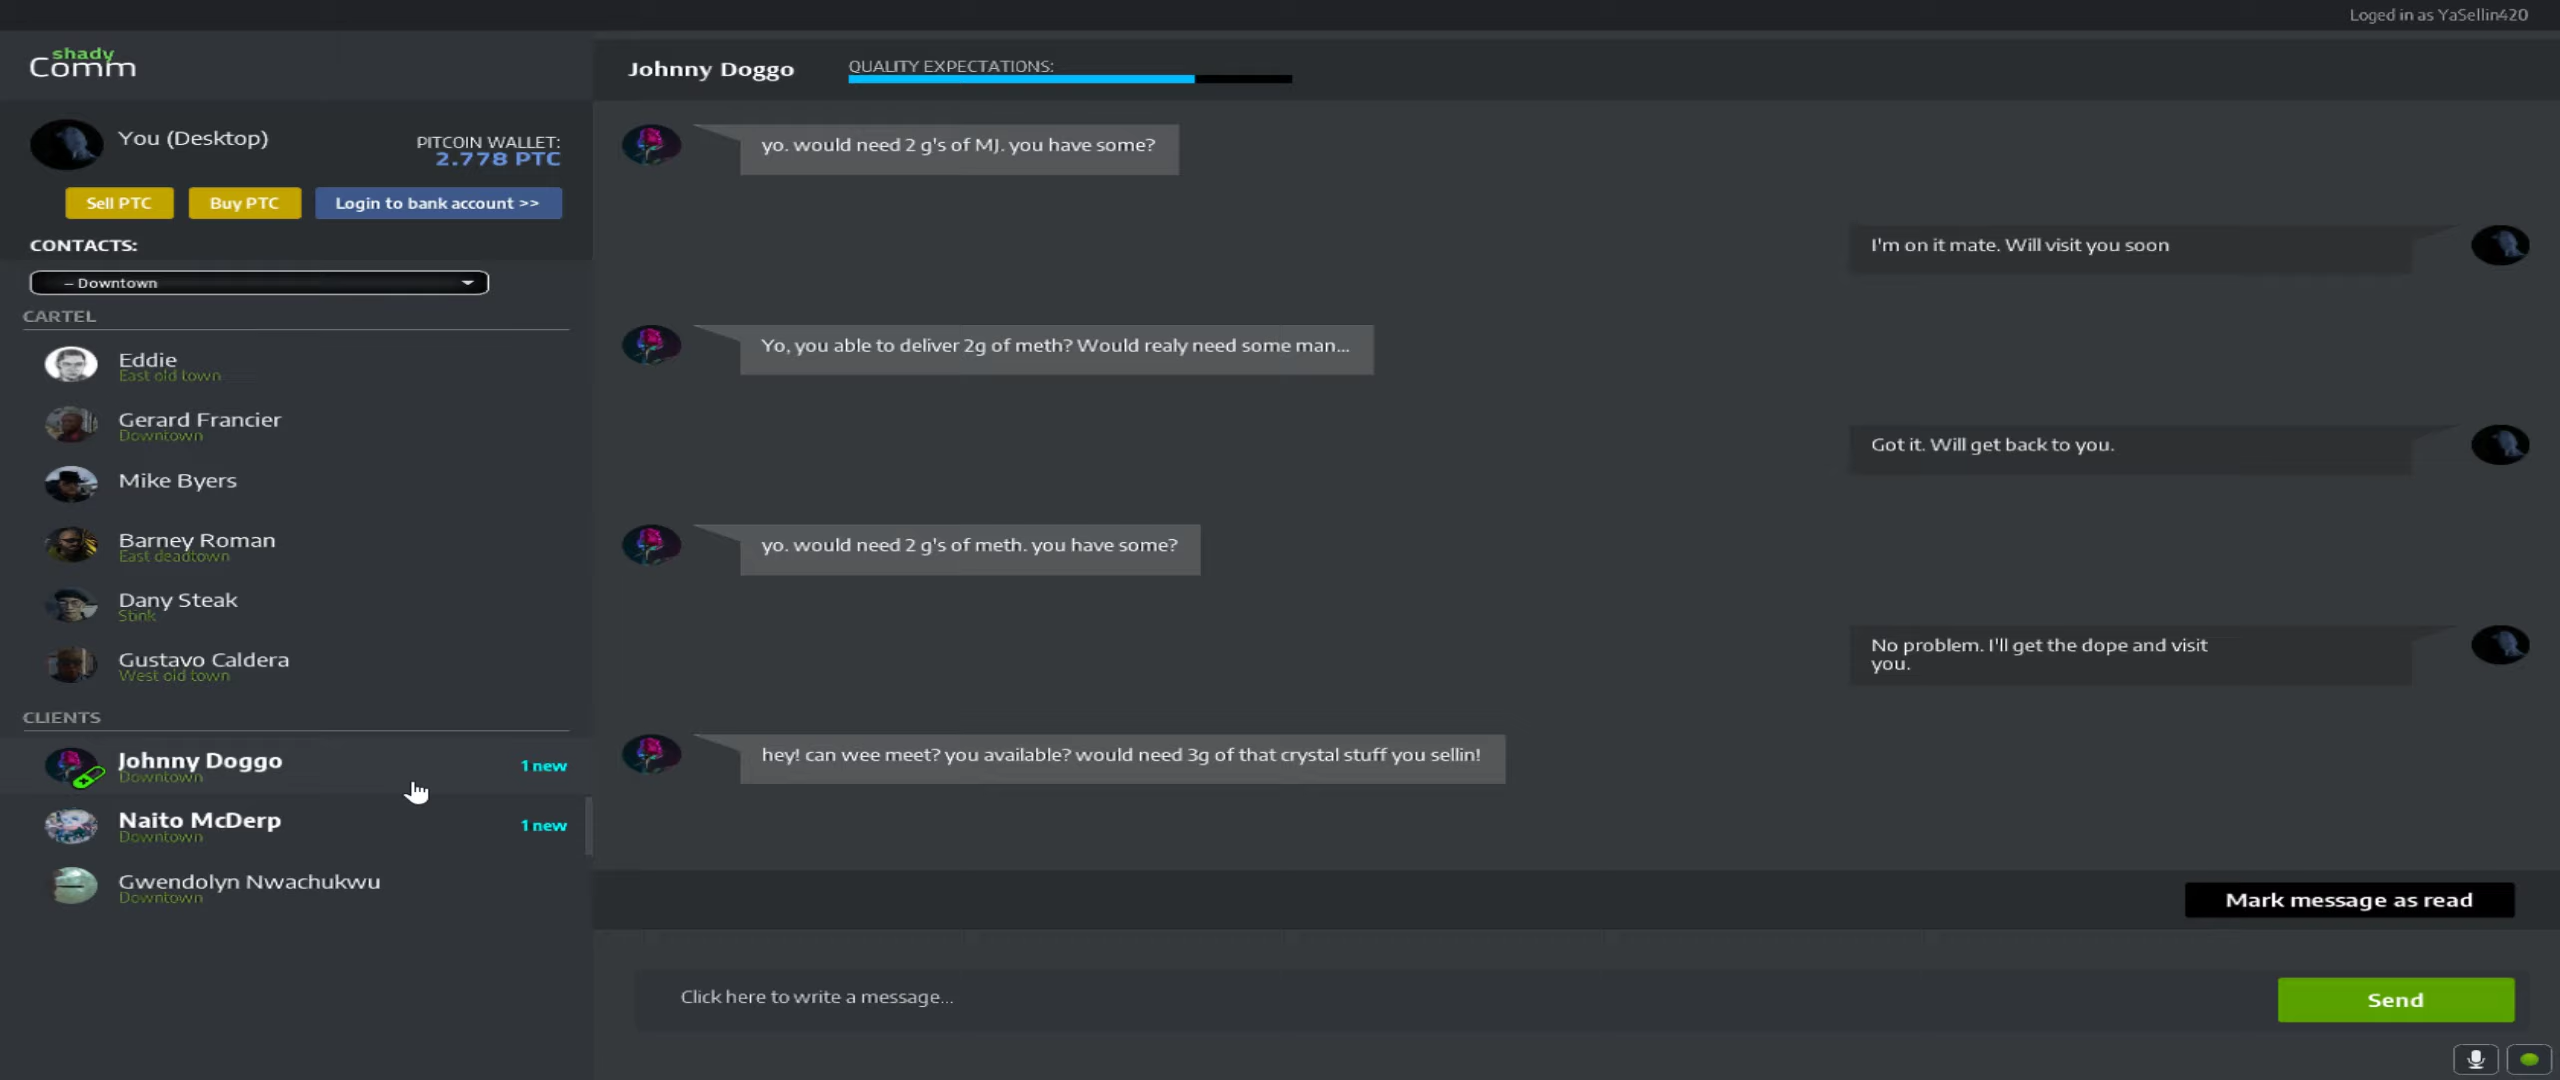 Loged in as YaSellin420
shady
Comm
You (Desktop)
PITCOIN WALLET:
2.778 PTC
Sell PTC
Buy PTC
Login to bank account >>
CONTACTS:
– Downtown
CARTEL
Eddie
East old town
Gerard Francier
Downtown
Mike Byers
Barney Roman
East deadtown
Dany Steak
Stink
Gustavo Caldera
West old town
CLIENTS
Johnny Doggo
Downtown
1 new
Naito McDerp
Downtown
1 new
Gwendolyn Nwachukwu
Downtown
Johnny Doggo
QUALITY EXPECTATIONS:
yo. would need 2 g's of MJ. you have some?
I'm on it mate. Will visit you soon
Yo, you able to deliver 2g of meth? Would realy need some man...
Got it. Will get back to you.
yo. would need 2 g's of meth. you have some?
No problem. I'll get the dope and visit
you.
hey! can wee meet? you available? would need 3g of that crystal stuff you sellin!
Mark message as read
Click here to write a message...
Send